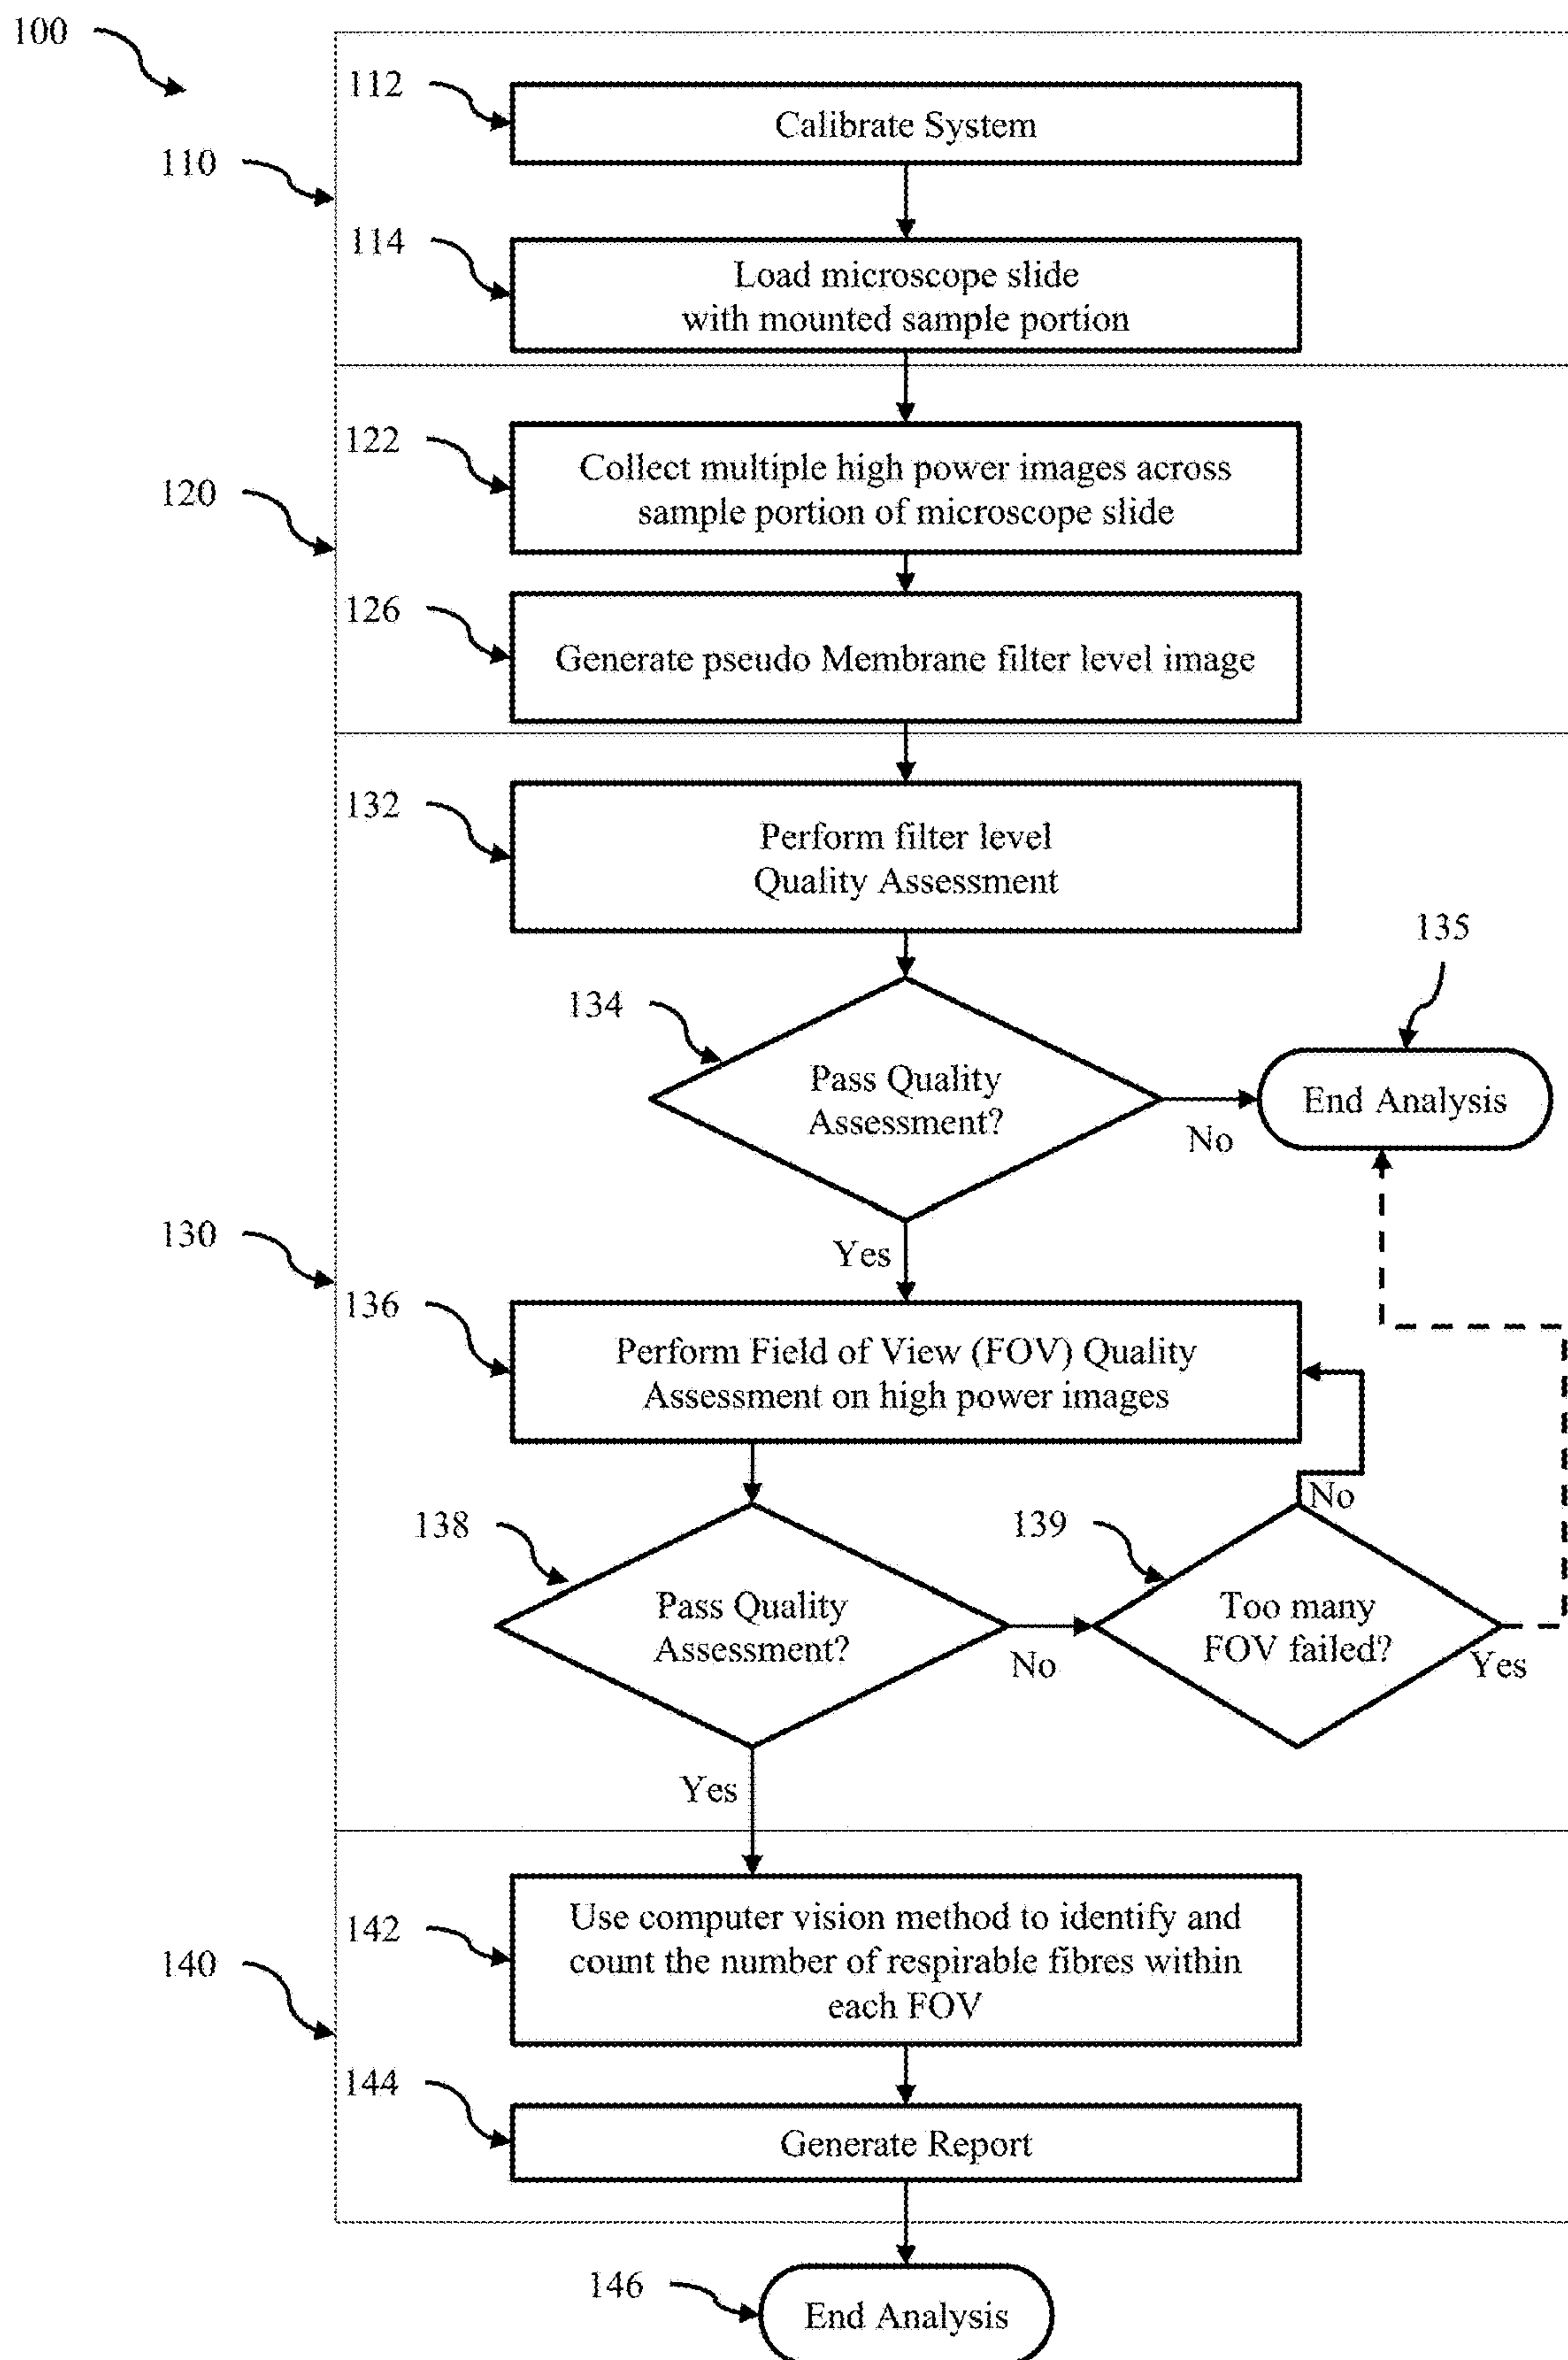 100
112
Calibrate System
110
114
Load microscope slide
with mounted sample portion
122
Collect multiple high power images across
sample portion of microscope slide
120
126
Generate pseudo Membrane filter level image
132
Perform filter level
Quality Assessment
135
134
Pass Quality
Assessment?
End Analysis
No
130
Yes
136
Perform Field of View (FOV) Quality
Assessment on high power images
No
138
139
Pass Quality
Assessment?
Too many
FOV failed?
No
Yes
Yes
142
Use computer vision method to identify and
count the number of respirable fibres within
each FOV
140
144
Generate Report
146
End Analysis